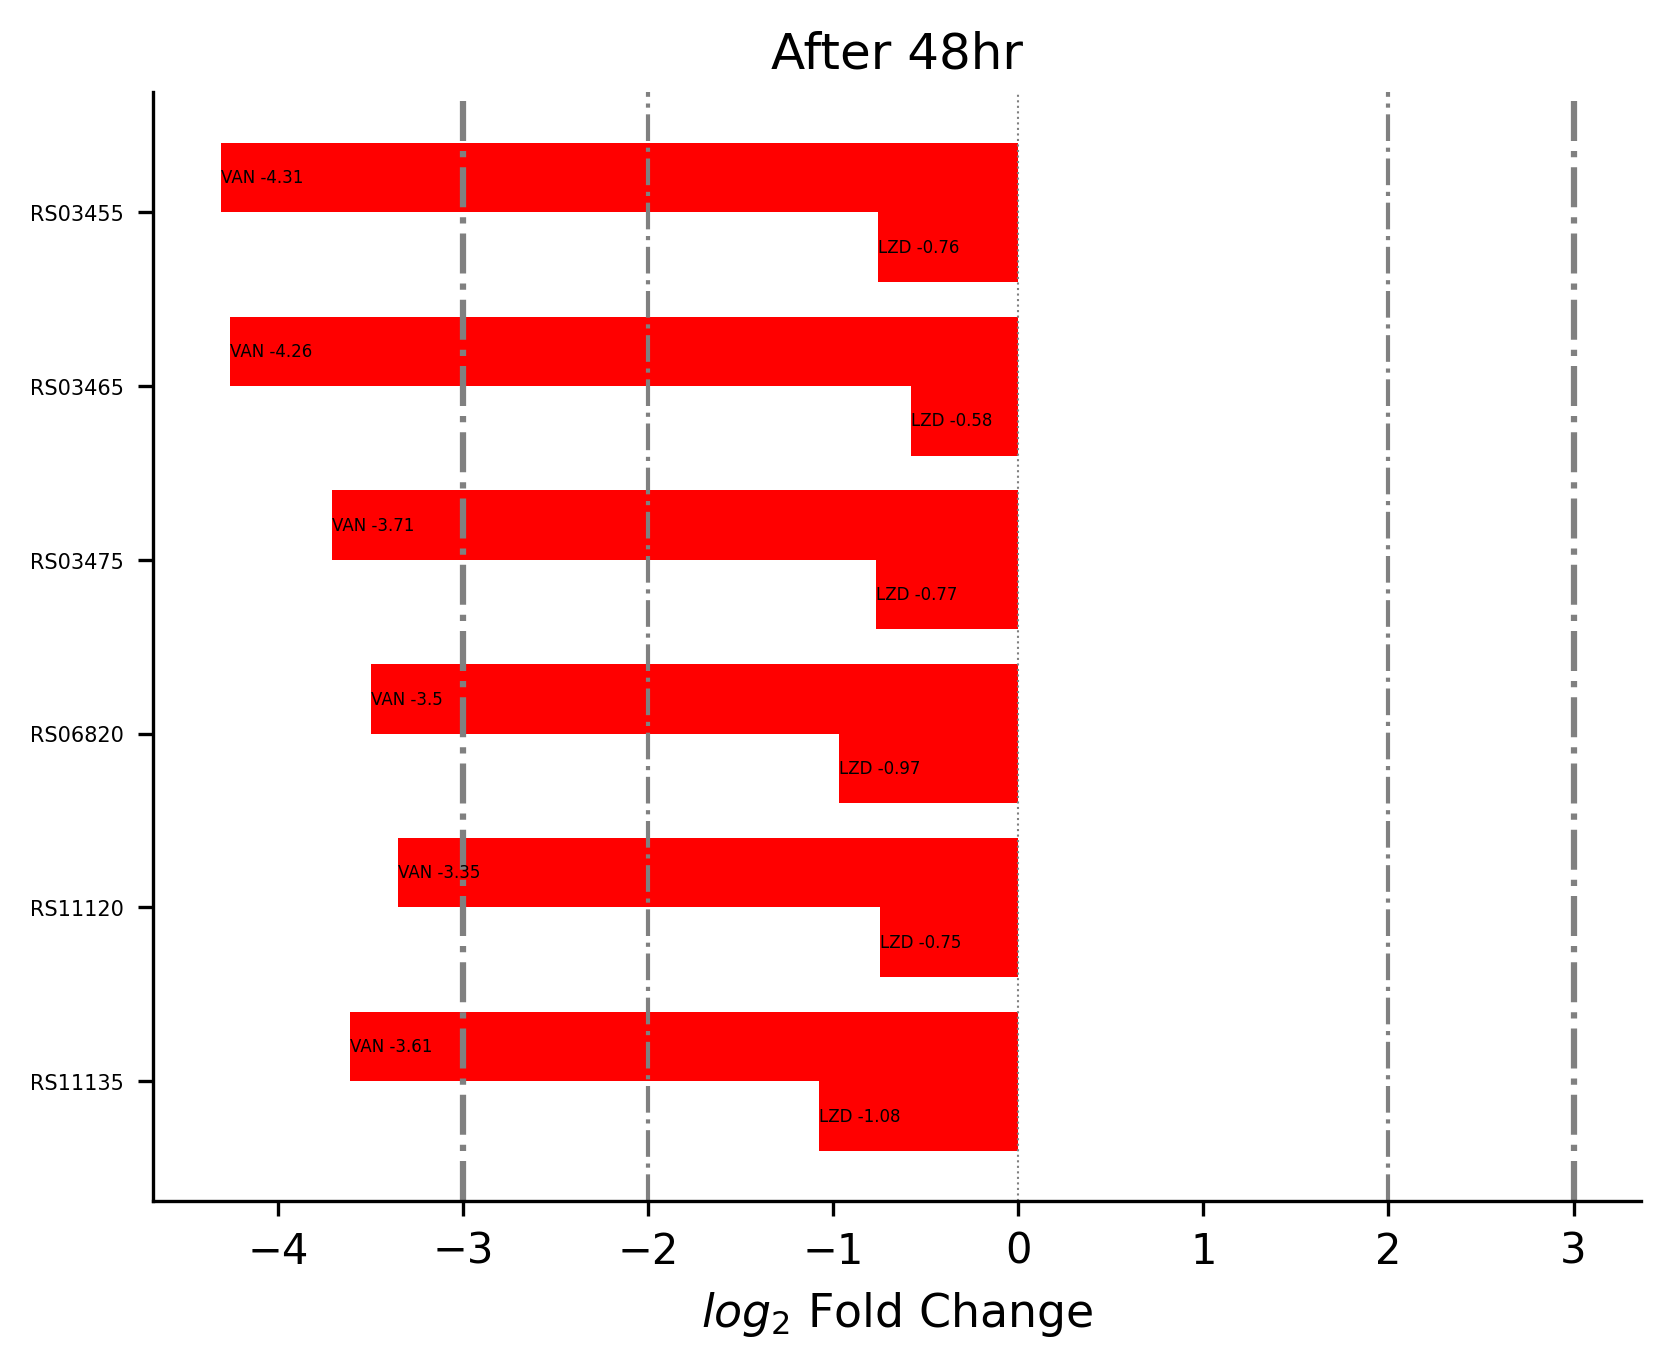 After 48hr
VAN -4.31
RS03455
LZD -0.76
VAN -4.26
RS03465
LZD -0.58
VAN -3.71
RS03475
LZD -0.77
VAN -3.5
RS06820
LZD -0.97
VAN -3.35
RS11120
LZD -0.75
VAN -3.61
RS11135
LZD -1.08
−4 −3 −2 −1 0 1 2 3
log₂ Fold Change